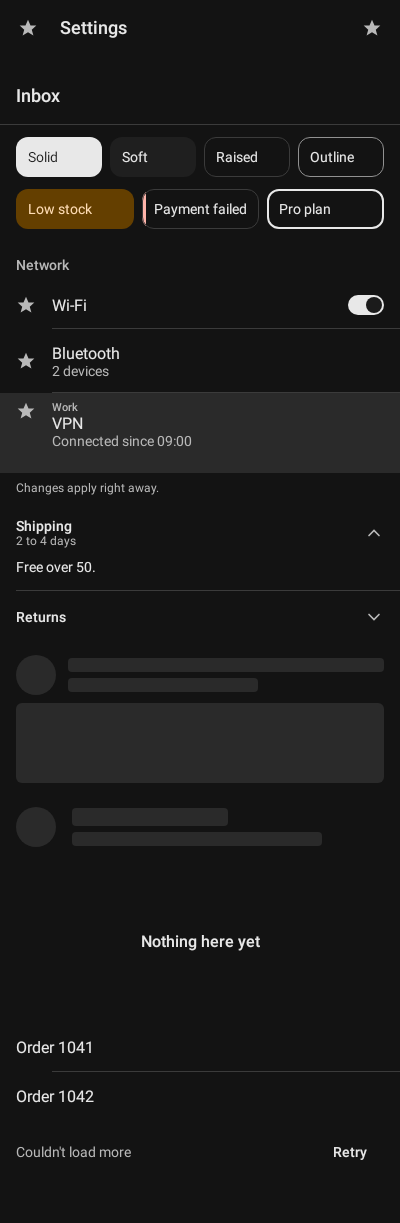 Settings
Inbox
Solid Soft Raised Outline
Low stock Payment failed Pro plan
Network
Wi-Fi
Bluetooth
2 devices
Work
VPN
Connected since 09:00
Changes apply right away.
Shipping
2 to 4 days
Free over 50.
Returns
Nothing here yet
Order 1041
Order 1042
Couldn't load more Retry